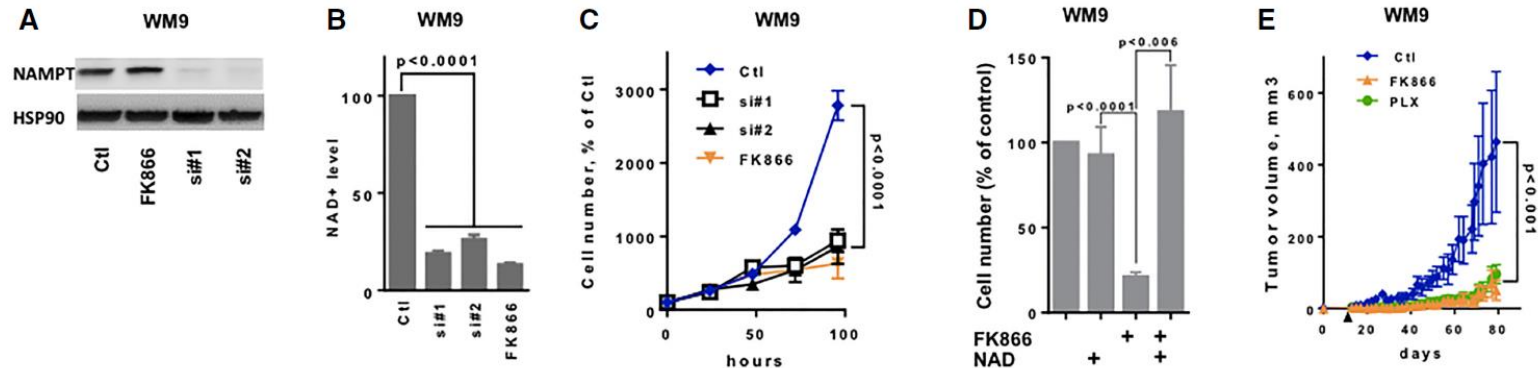 A
WM9
NAMPT
HSP90
Ctl
FK866
si#1
si#2
B
WM9
NAD+ level
100
50
0
p<0.0001
Ctl
si#1
si#2
FK866
C
WM9
Cell number, % of Ctl
3000
2000
1000
0
Ctl
si#1
si#2
FK866
p<0.0001
0 50 100
hours
D
WM9
Cell number (% of control)
150
100
50
0
p<0.006
p<0.0001
FK866 + +
NAD + +
E
WM9
Tumor volume, mm3
600
400
200
0
Ctl
FK866
PLX
p<0.001
0 20 40 60 80
days